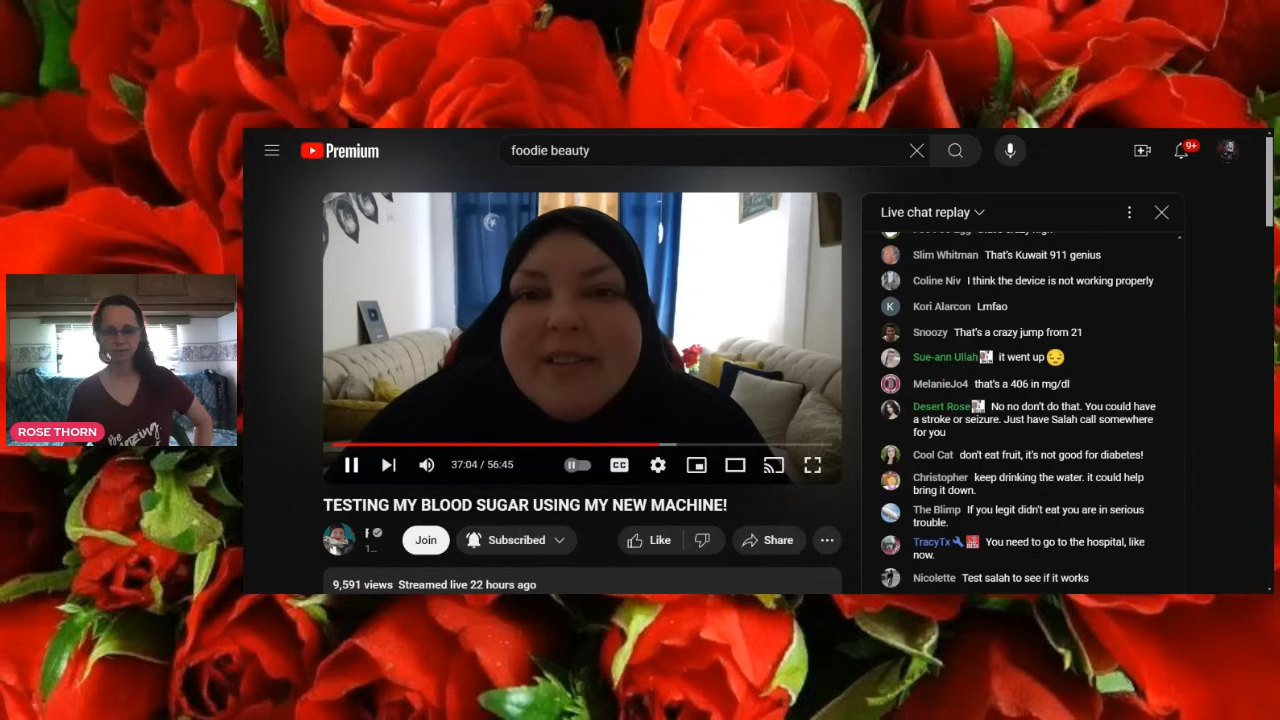 Premium
foodie beauty
9+
Live chat replay
Slim Whitman That's Kuwait 911 genius
Coline Niv I think the device is not working properly
K
Kori Alarcon Lmfao
Snoozy That's a crazy jump from 21
Sue-ann Ullah it went up
MelanieJo4 that's a 406 in mg/dl
Desert Rose No no don't do that. You could have
a stroke or seizure. Just have Salah call somewhere
for you
Cool Cat don't eat fruit, it's not good for diabetes!
Christopher keep drinking the water. it could help
bring it down.
The Blimp If you legit didn't eat you are in serious
trouble.
TracyTx You need to go to the hospital, like
now.
Nicolette Test salah to see if it works
ROSE THORN
37:04 / 56:45
CC
TESTING MY BLOOD SUGAR USING MY NEW MACHINE!
F
1...
Join
Subscribed
Like
Share
9,591 views Streamed live 22 hours ago